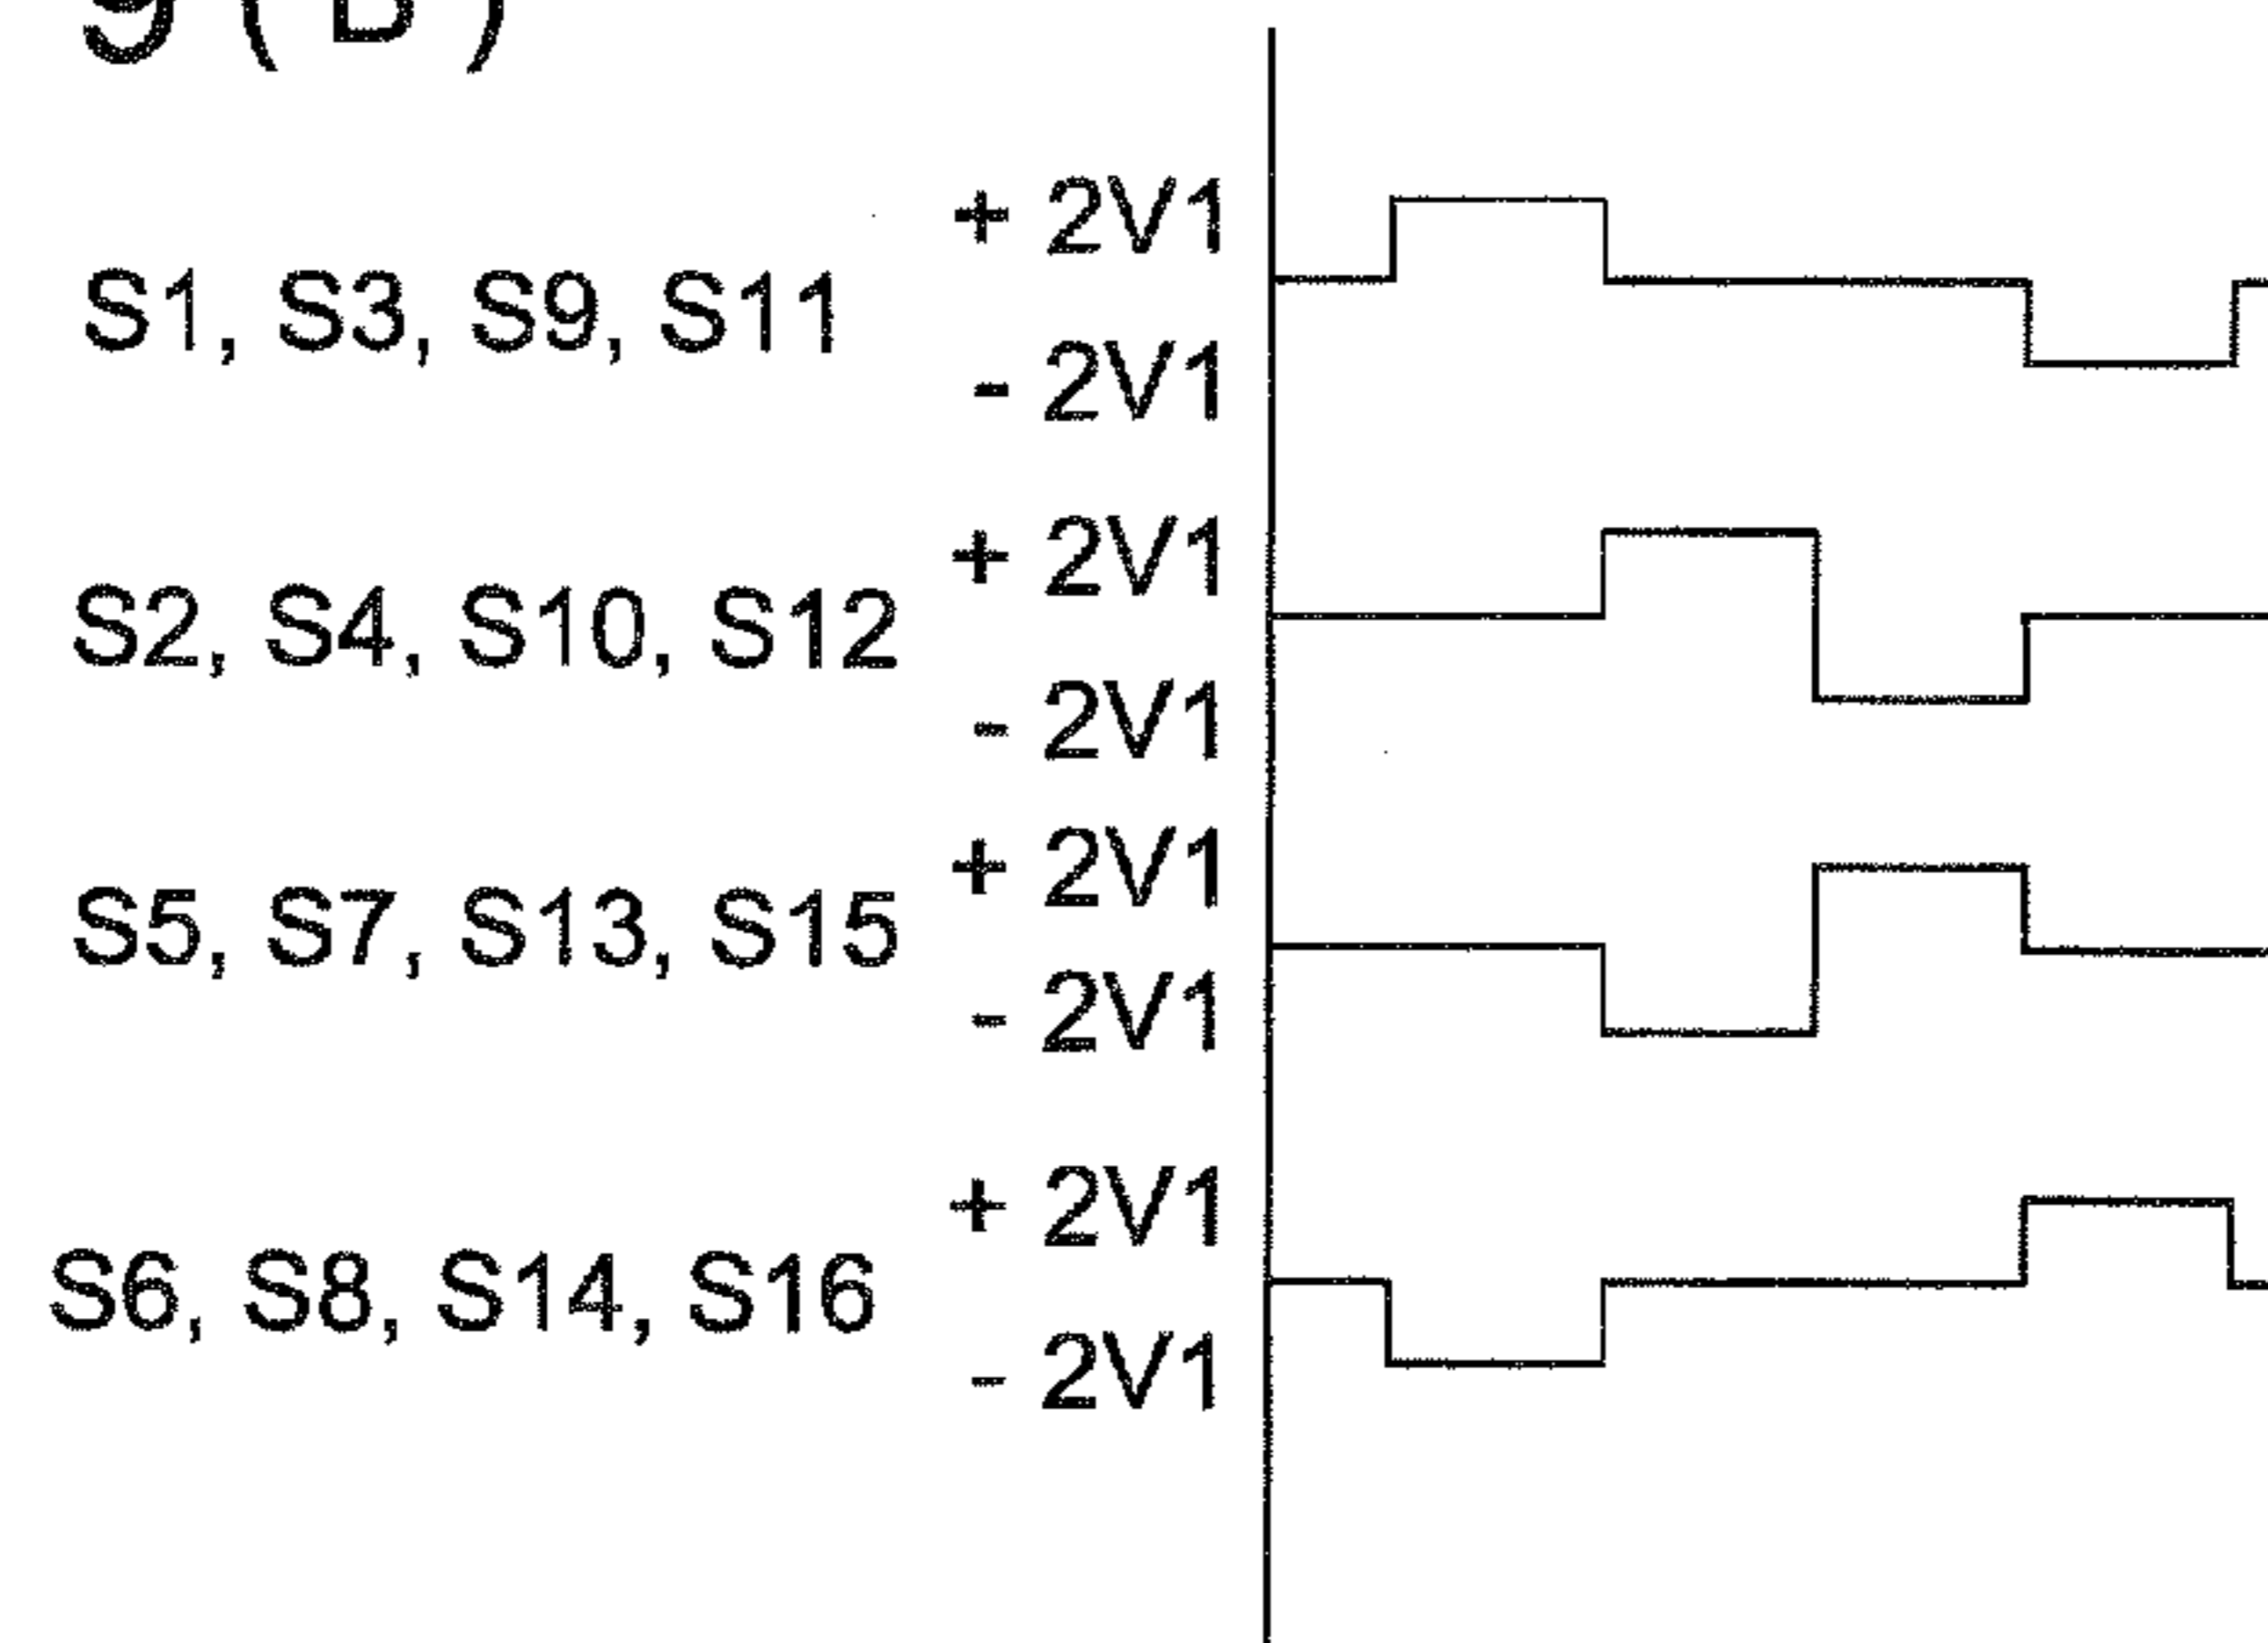 g ( B )
+ 2V1
S1, S3, S9, S11
- 2V1
+ 2V1
S2, S4, S10, S12
- 2V1
+ 2V1
S5, S7, S13, S15
- 2V1
+ 2V1
S6, S8, S14, S16
- 2V1